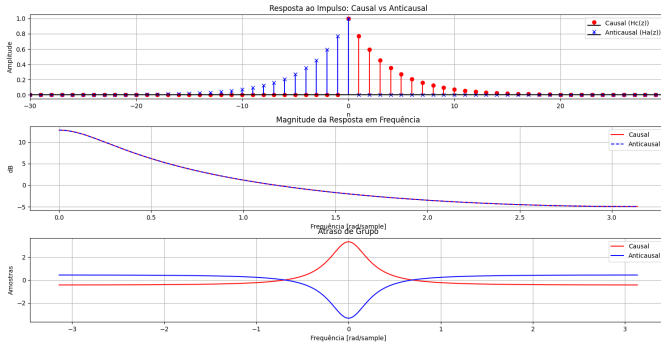 Resposta ao Impulso: Causal vs Anticausal
Amplitude
1.0
0.8
0.6
0.4
0.2
0.0
Causal (Hc(z))
Anticausal (Ha(z))
−30 −20 −10 0 10 20
n
Magnitude da Resposta em Frequência
dB
10
5
0
−5
Causal
Anticausal
0.0 0.5 1.0 1.5 2.0 2.5 3.0
Frequência [rad/sample]
Atraso de Grupo
Amostras
2
0
−2
Causal
Anticausal
−3 −2 −1 0 1 2 3
Frequência [rad/sample]